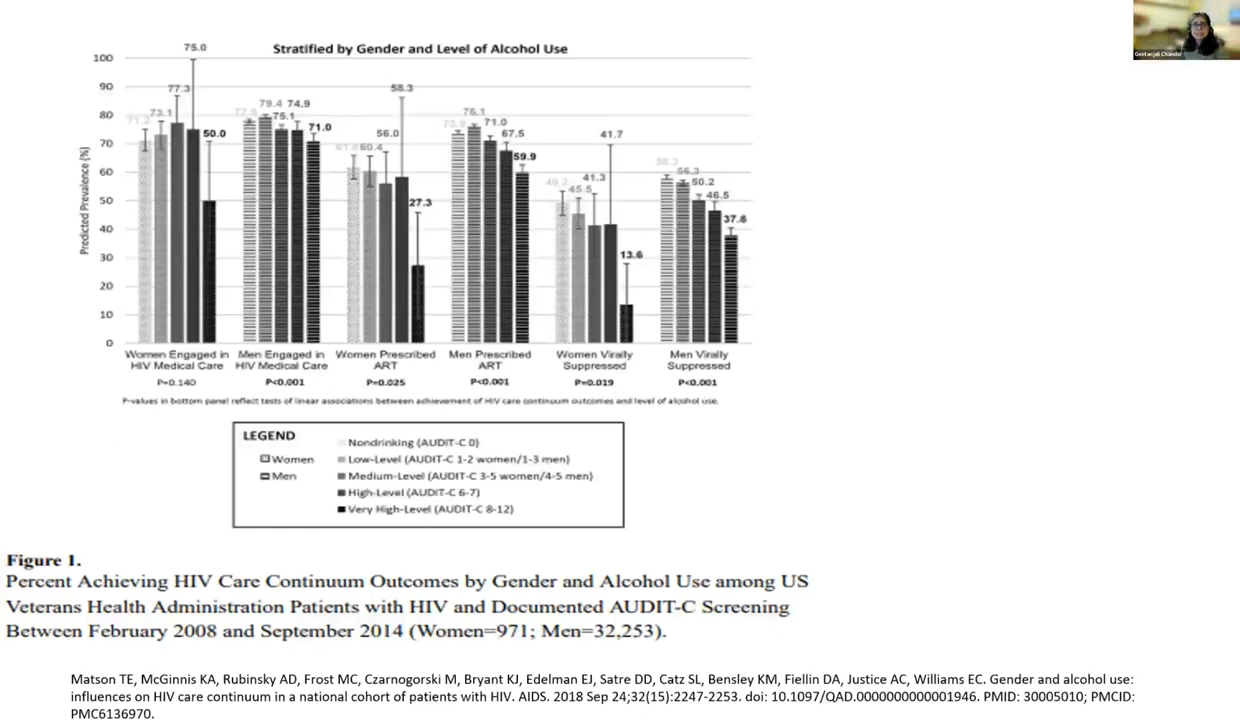 Geetanjali Chander
Stratified by Gender and Level of Alcohol Use
Predicted Prevalence (%)
100
90
80
70
60
50
40
30
20
10
0
73.1 77.3 75.0 50.0
79.4 75.1 74.9 71.0
60.4 56.0 58.3 27.3
76.1 71.0 67.5 59.9
45.5 41.3 41.7 13.6
56.3 50.2 46.5 37.8
Women Engaged in HIV Medical Care
Men Engaged in HIV Medical Care
Women Prescribed ART
Men Prescribed ART
Women Virally Suppressed
Men Virally Suppressed
P=0.140 P<0.001 P=0.025 P<0.001 P=0.019 P<0.001
P-values in bottom panel reflect tests of linear associations between achievement of HIV care continuum outcomes and level of alcohol use.
LEGEND
Women
Men
Nondrinking (AUDIT-C 0)
Low-Level (AUDIT-C 1-2 women/1-3 men)
Medium-Level (AUDIT-C 3-5 women/4-5 men)
High-Level (AUDIT-C 6-7)
Very High-Level (AUDIT-C 8-12)
Figure 1.
Percent Achieving HIV Care Continuum Outcomes by Gender and Alcohol Use among US
Veterans Health Administration Patients with HIV and Documented AUDIT-C Screening
Between February 2008 and September 2014 (Women=971; Men=32,253).
Matson TE, McGinnis KA, Rubinsky AD, Frost MC, Czarnogorski M, Bryant KJ, Edelman EJ, Satre DD, Catz SL, Bensley KM, Fiellin DA, Justice AC, Williams EC. Gender and alcohol use:
influences on HIV care continuum in a national cohort of patients with HIV. AIDS. 2018 Sep 24;32(15):2247-2253. doi: 10.1097/QAD.0000000000001946. PMID: 30005010; PMCID:
PMC6136970.